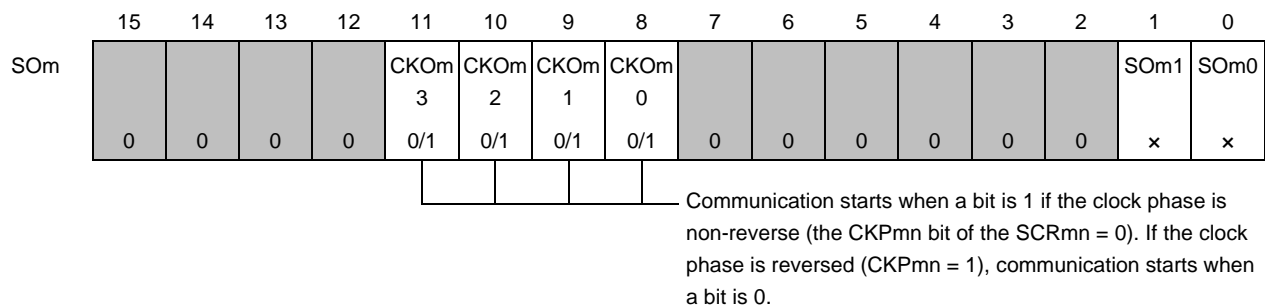 15 14 13 12 11 10 9 8 7 6 5 4 3 2 1 0
SOm CKOm CKOm CKOm CKOm SOm1 SOm0
3 2 1 0
0 0 0 0 0/1 0/1 0/1 0/1 0 0 0 0 0 0 × ×
Communication starts when a bit is 1 if the clock phase is
non-reverse (the CKPmn bit of the SCRmn = 0). If the clock
phase is reversed (CKPmn = 1), communication starts when
a bit is 0.